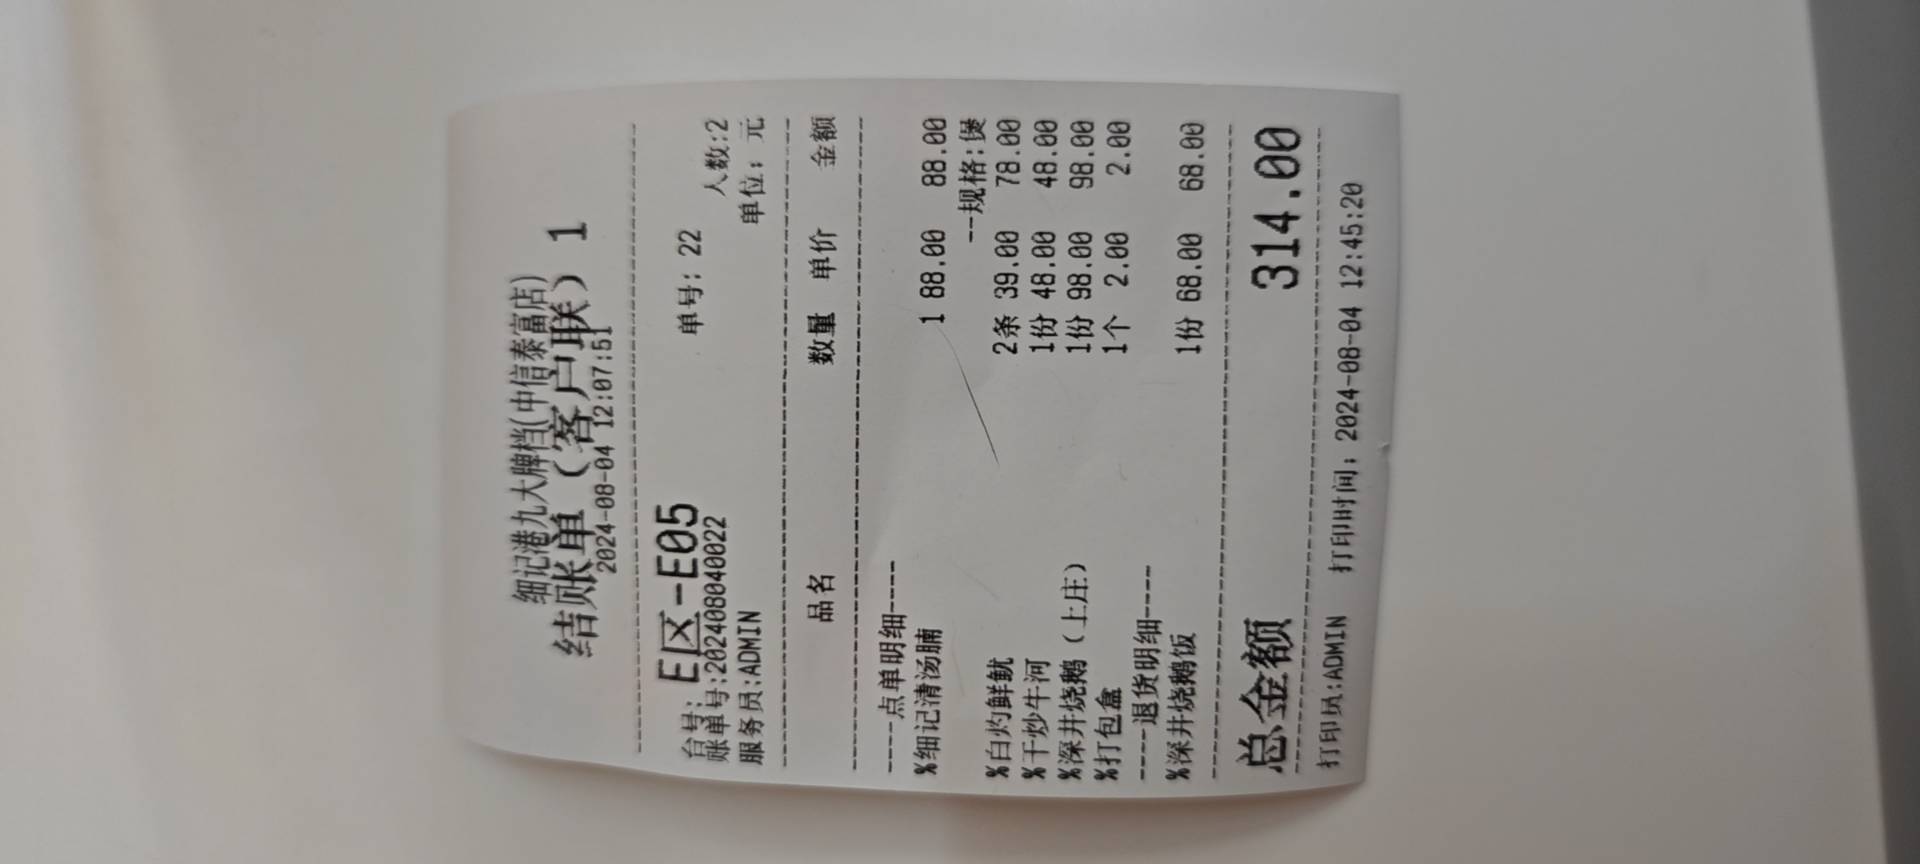 细记港九大牌档(中信泰富店)
结账单（客户联）1
2024-08-04 12:07:51
台号: E区-E05 单号: 22
账单号:202408040022 人数:2
服务员:ADMIN 单位: 元
品名 数量 单价 金额
----点单明细----
%细记清汤腩 1 88.00 88.00
--规格:煲
%白灼鲜鱿 2条 39.00 78.00
%干炒牛河 1份 48.00 48.00
%深井烧鹅（上庄） 1份 98.00 98.00
%打包盒 1个 2.00 2.00
----退货明细----
%深井烧鹅饭 1份 68.00 68.00
总金额 314.00
打印员:ADMIN 打印时间: 2024-08-04 12:45:20